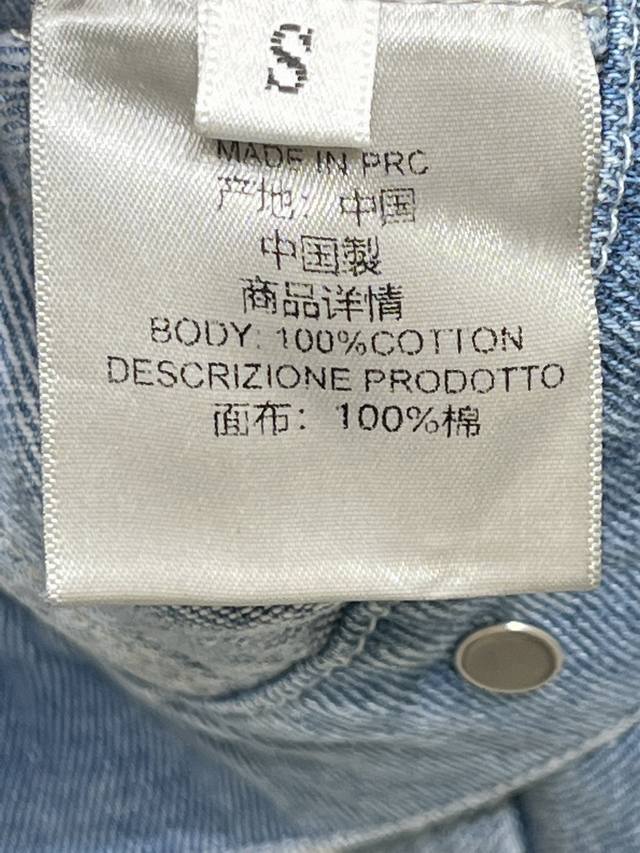 S
MADE IN PRC
产地：中国
中国製
商品详情
BODY: 100%COTTON
DESCRIZIONE PRODOTTO
面布：100%棉